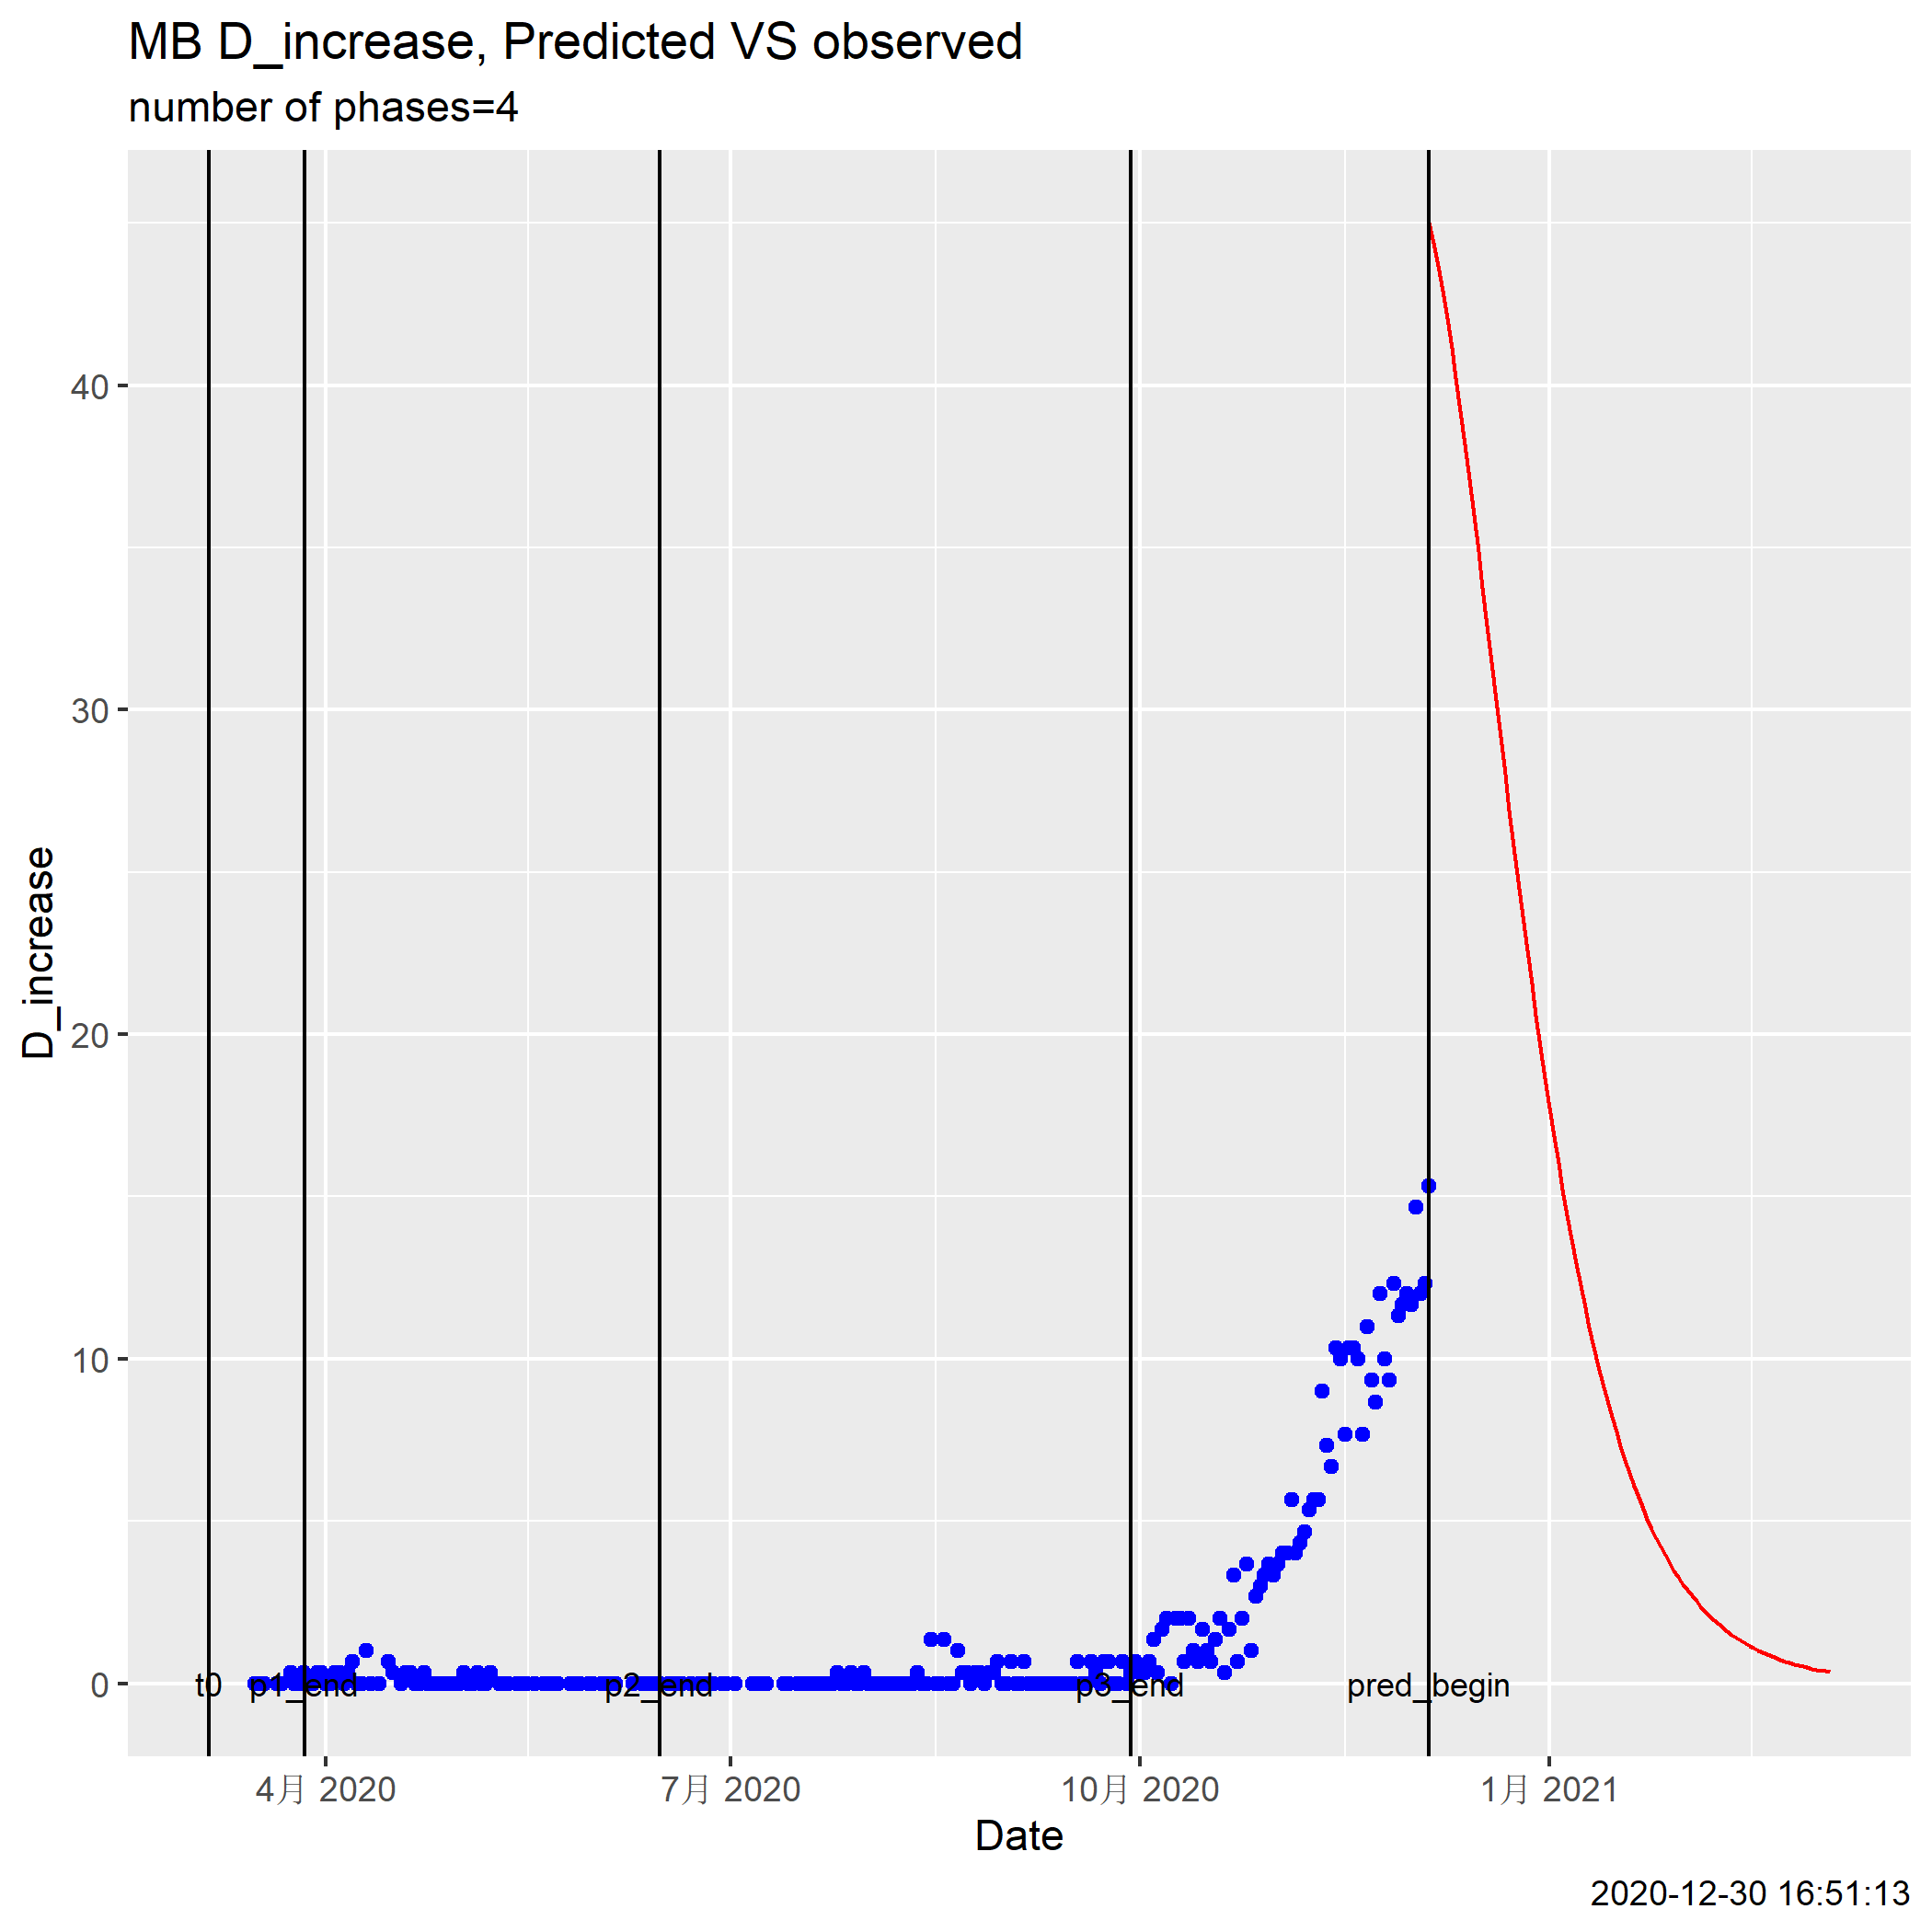 MB D_increase, Predicted VS observed
number of phases=4
D_increase
40
30
20
10
0
t0 p1_end p2_end p3_end pred_begin
4月 2020 7月 2020 10月 2020 1月 2021
Date
2020-12-30 16:51:13